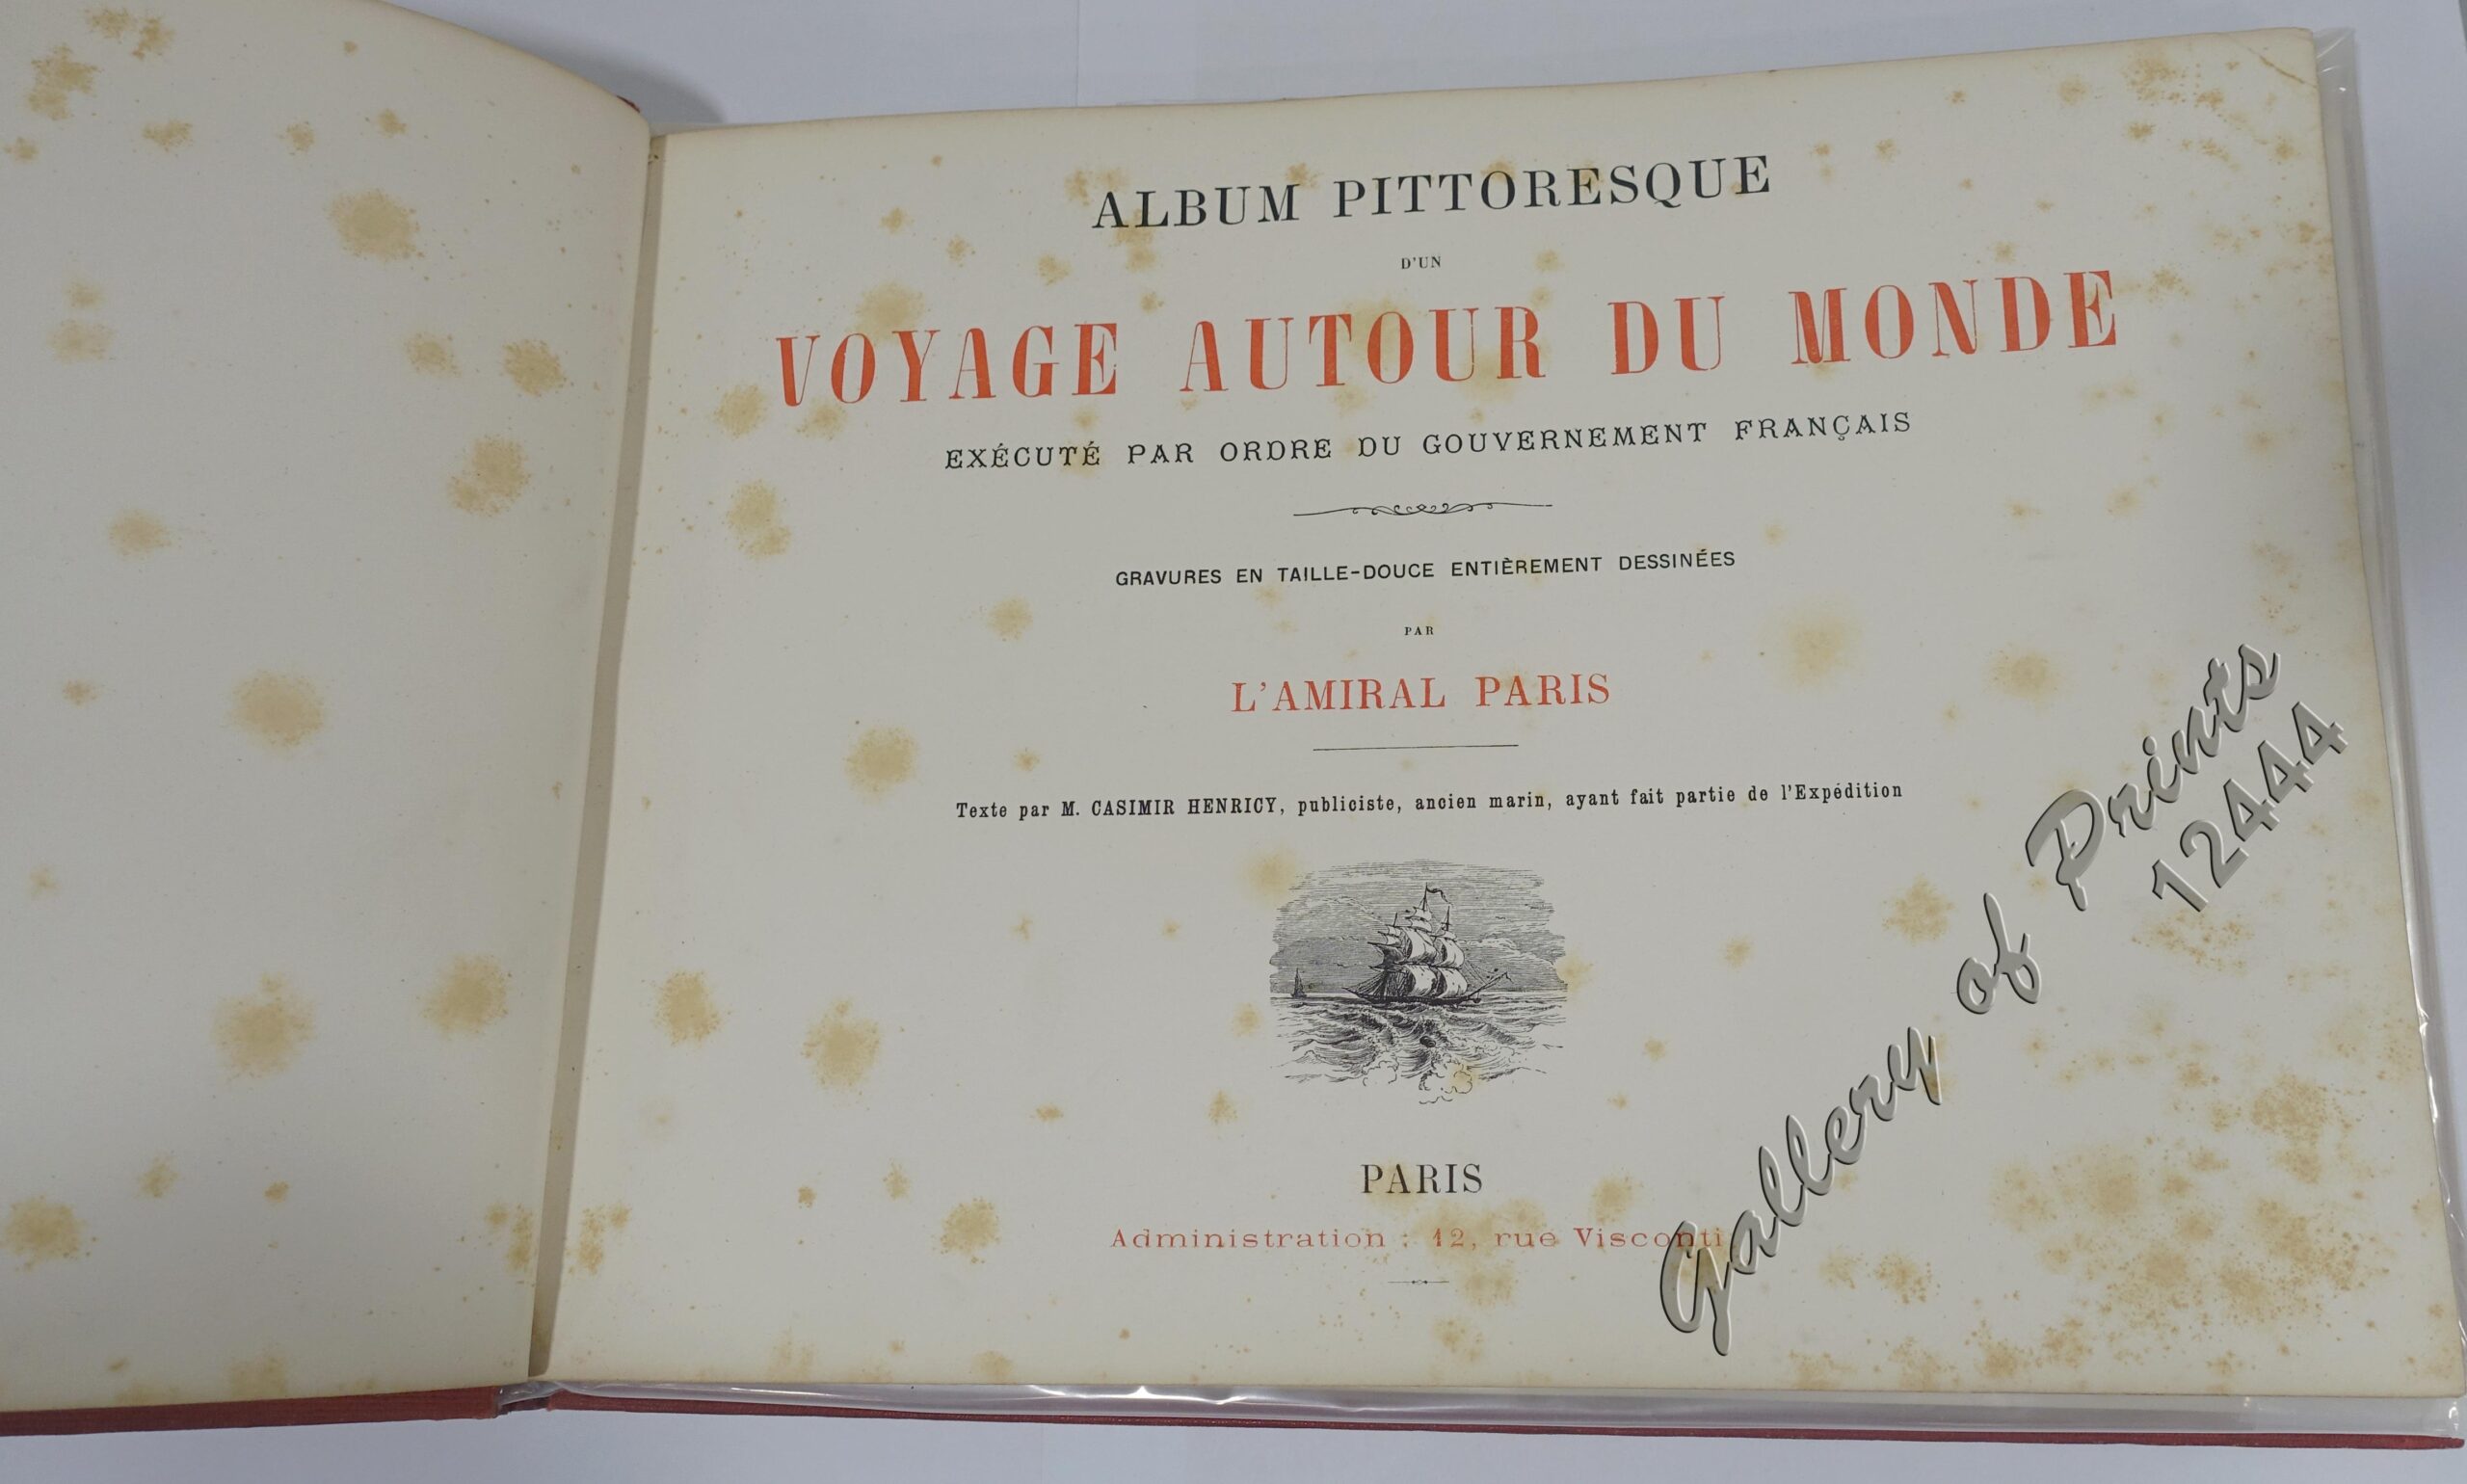 ALBUM PITTORESQUE
D'UN
VOYAGE AUTOUR DU MONDE
EXÉCUTÉ PAR ORDRE DU GOUVERNEMENT FRANÇAIS
GRAVURES EN TAILLE-DOUCE ENTIÈREMENT DESSINÉES
PAR
L'AMIRAL PARIS
Texte par M. CASIMIR HENRICY, publiciste, ancien marin, ayant fait partie de l'Expédition
PARIS
Administration : 12, rue Visconti
Gallery of Prints
12444